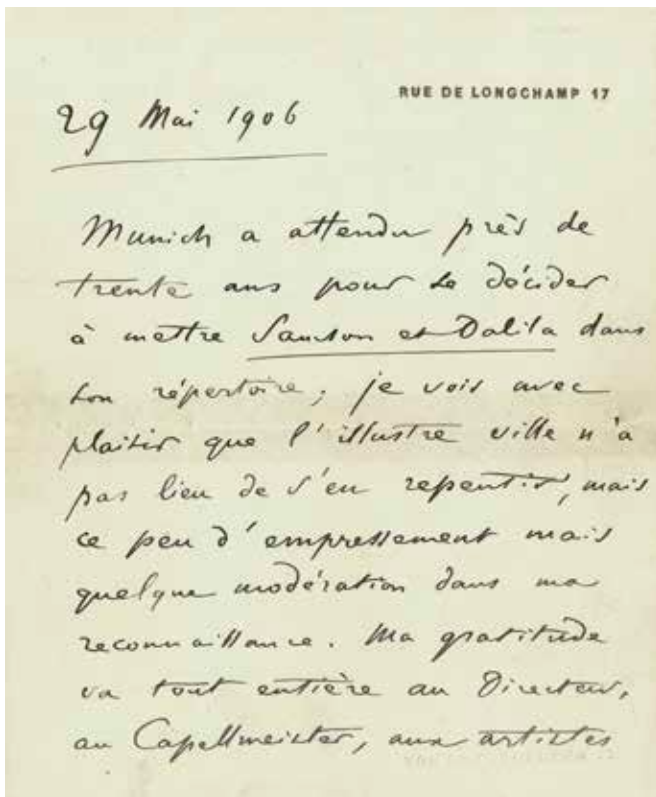 RUE DE LONGCHAMP 17
29 Mai 1906
Munich a attendu près de
trente ans pour se décider
à mettre Samson et Dalila dans
son répertoire ; je vois avec
plaisir que l'illustre ville n'a
pas lieu de s'en repentir, mais
ce peu d'empressement mais
quelque modération dans ma
reconnaissance. Ma gratitude
va tout entière au Directeur,
au Capellmeister, aux artistes